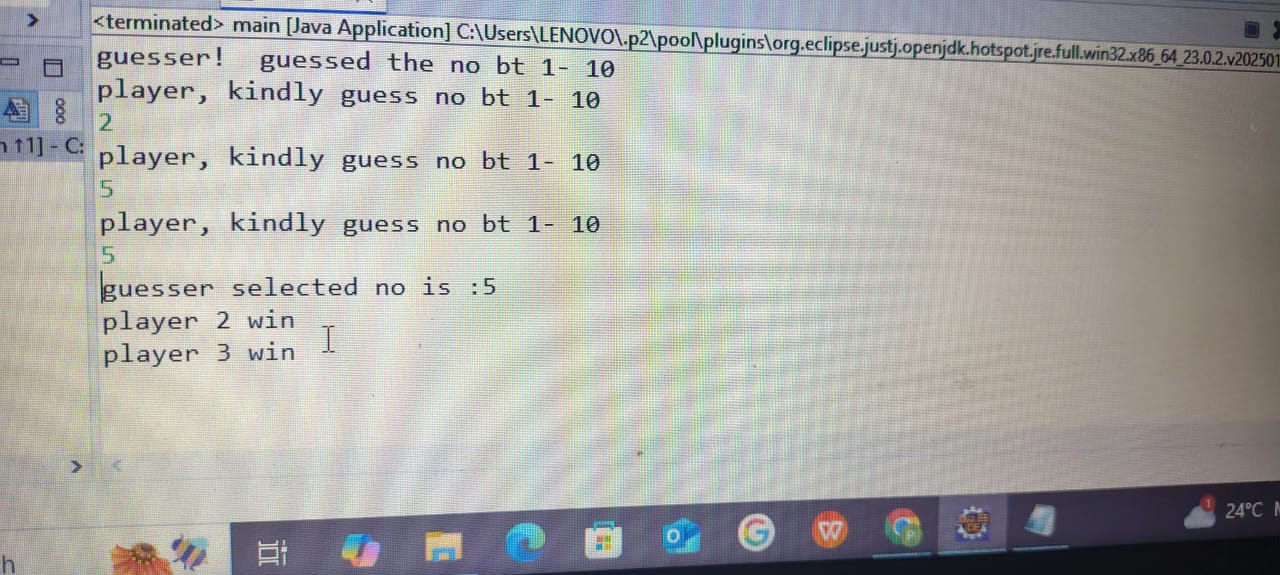 <terminated> main [Java Application] C:\Users\LENOVO\.p2\pool\plugins\org.eclipse.justj.openjdk.hotspot.jre.full.win32.x86_64_23.0.2.v202501
guesser!  guessed the no bt 1- 10
player, kindly guess no bt 1- 10
2
n ↑1] - C:
player, kindly guess no bt 1- 10
5
player, kindly guess no bt 1- 10
5
guesser selected no is :5
player 2 win
player 3 win
24°C
h